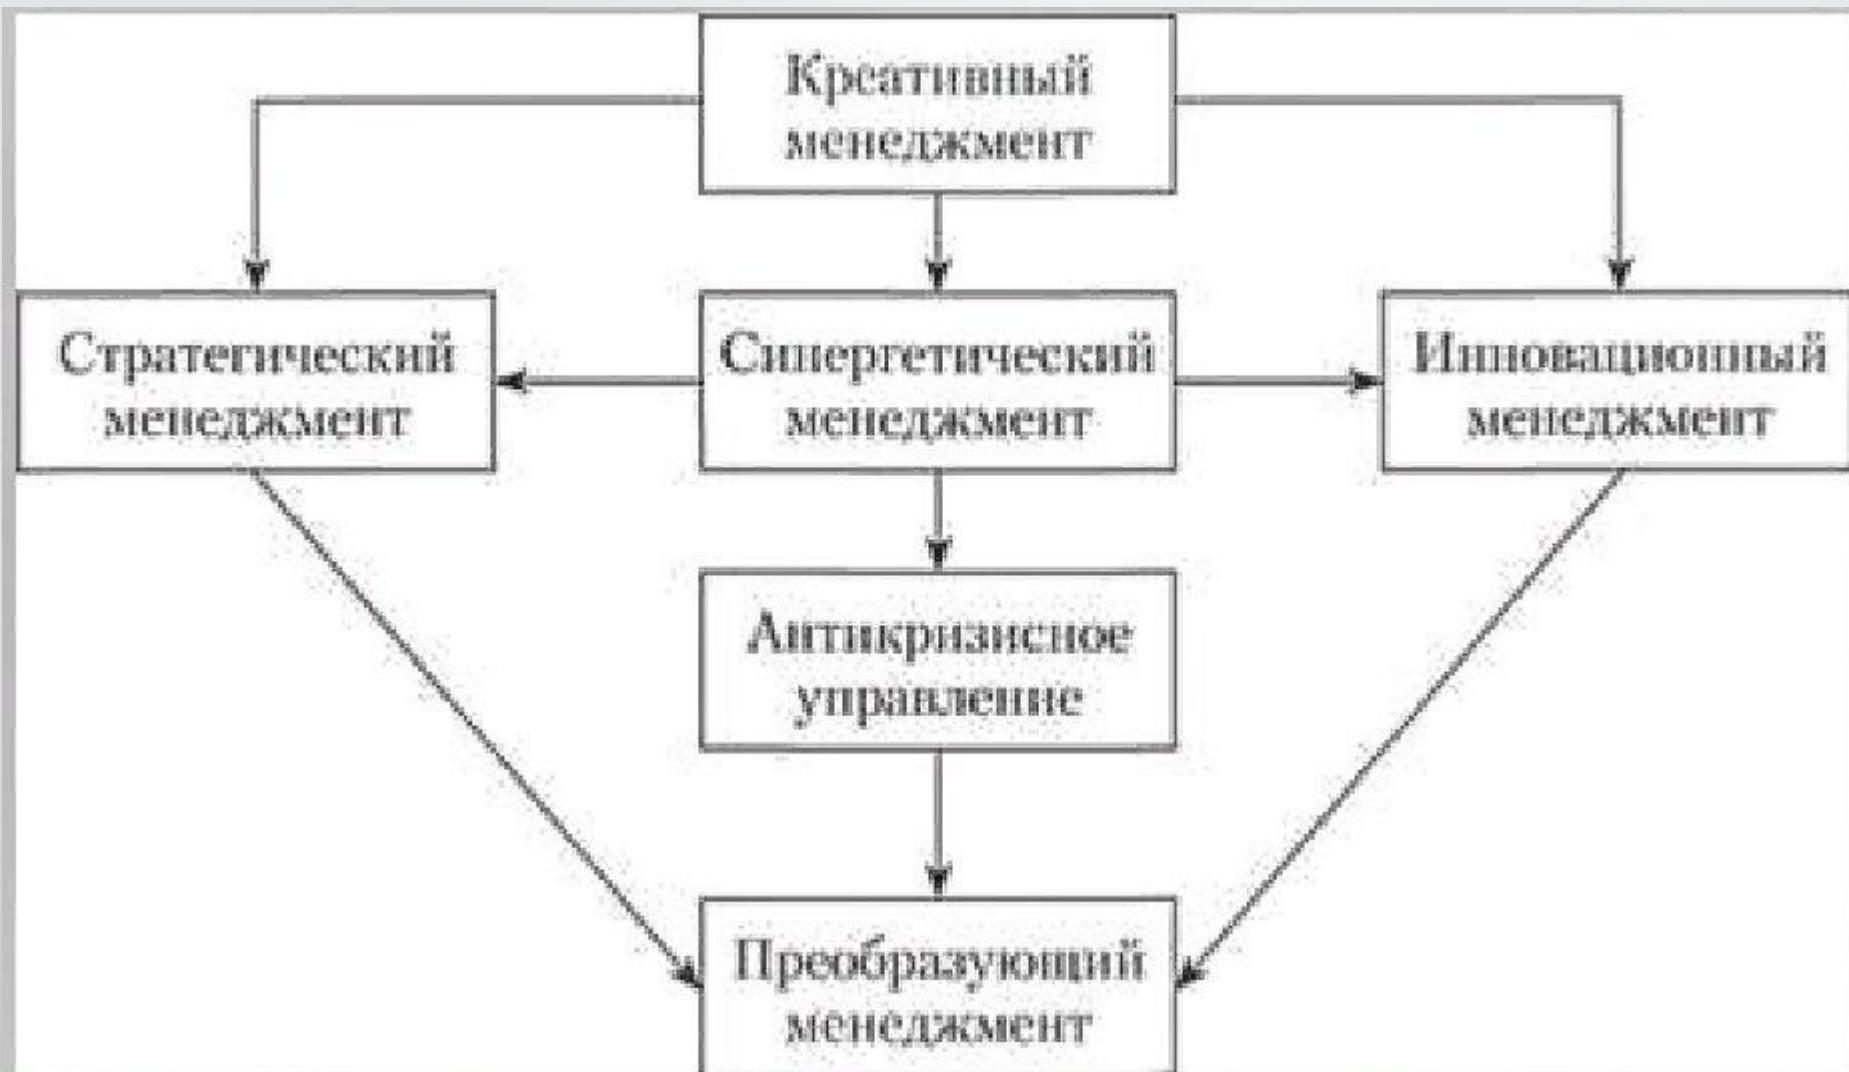 Креативный
менеджмент
Стратегический
менеджмент
Синергетический
менеджмент
Инновационный
менеджмент
Антикризисное
управление
Преобразующий
менеджмент